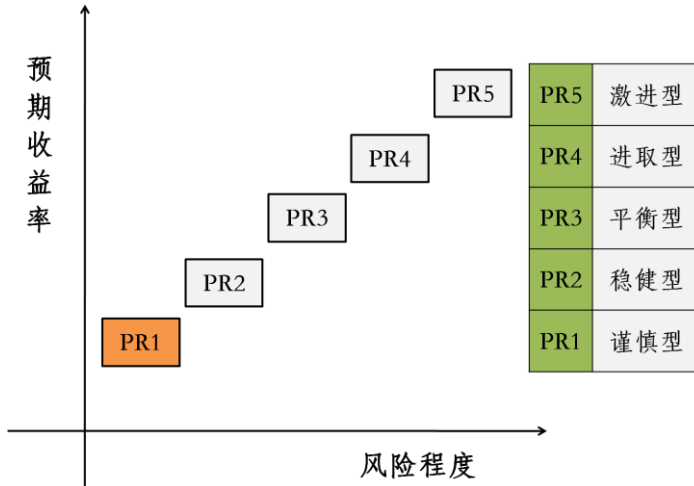 预期收益率
PR5
PR4
PR3
PR2
PR1
风险程度
PR5 激进型
PR4 进取型
PR3 平衡型
PR2 稳健型
PR1 谨慎型